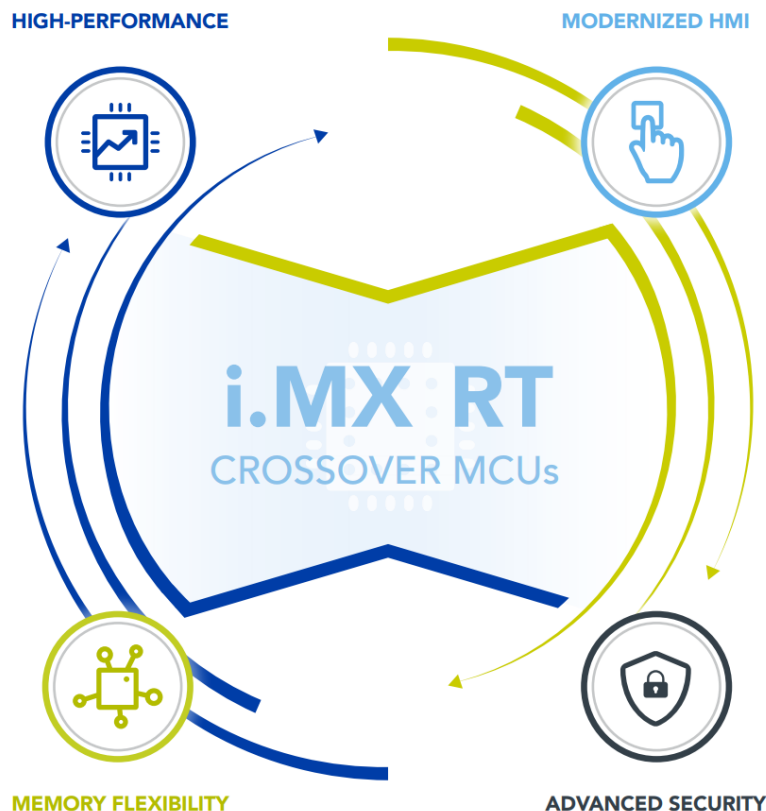 HIGH-PERFORMANCE
MODERNIZED HMI
i.MX RT
CROSSOVER MCUs
MEMORY FLEXIBILITY
ADVANCED SECURITY